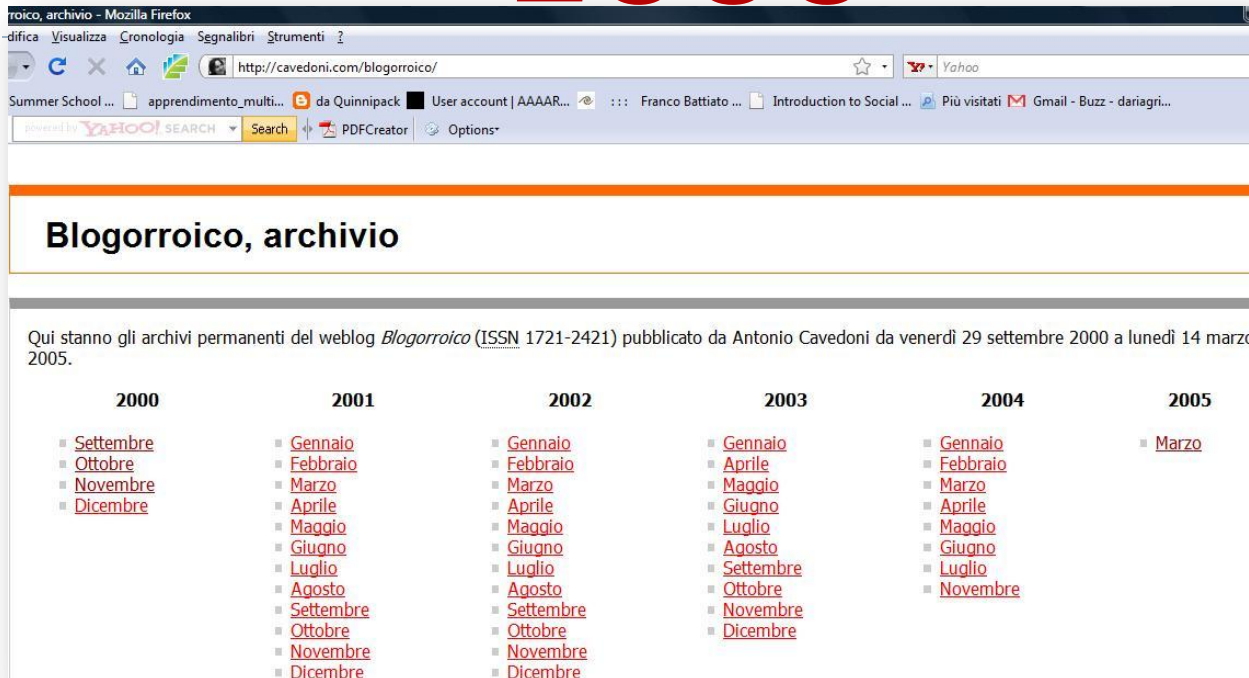 rroico, archivio - Mozilla Firefox
difica Visualizza Cronologia Segnalibri Strumenti ?
http://cavedoni.com/blogorroico/ Yahoo
Summer School ... apprendimento_multi... da Quinnipack User account | AAAAR... ::: Franco Battiato ... Introduction to Social ... Più visitati Gmail - Buzz - dariagri...
powered by YAHOO! SEARCH Search PDFCreator Options
Blogorroico, archivio
Qui stanno gli archivi permanenti del weblog Blogorroico (ISSN 1721-2421) pubblicato da Antonio Cavedoni da venerdì 29 settembre 2000 a lunedì 14 marzo
2005.
2000
Settembre
Ottobre
Novembre
Dicembre
2001
Gennaio
Febbraio
Marzo
Aprile
Maggio
Giugno
Luglio
Agosto
Settembre
Ottobre
Novembre
Dicembre
2002
Gennaio
Febbraio
Marzo
Aprile
Maggio
Giugno
Luglio
Agosto
Settembre
Ottobre
Novembre
Dicembre
2003
Gennaio
Aprile
Maggio
Giugno
Luglio
Agosto
Settembre
Ottobre
Novembre
Dicembre
2004
Gennaio
Febbraio
Marzo
Aprile
Maggio
Giugno
Luglio
Novembre
2005
Marzo